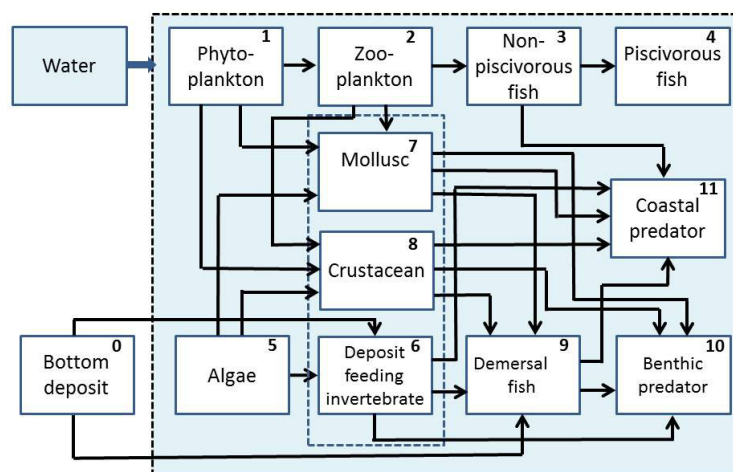 Water
1
Phyto-
plankton
2
Zoo-
plankton
3
Non-
piscivorous
fish
4
Piscivorous
fish
7
Mollusc
11
Coastal
predator
8
Crustacean
0
Bottom
deposit
5
Algae
6
Deposit
feeding
invertebrate
9
Demersal
fish
10
Benthic
predator